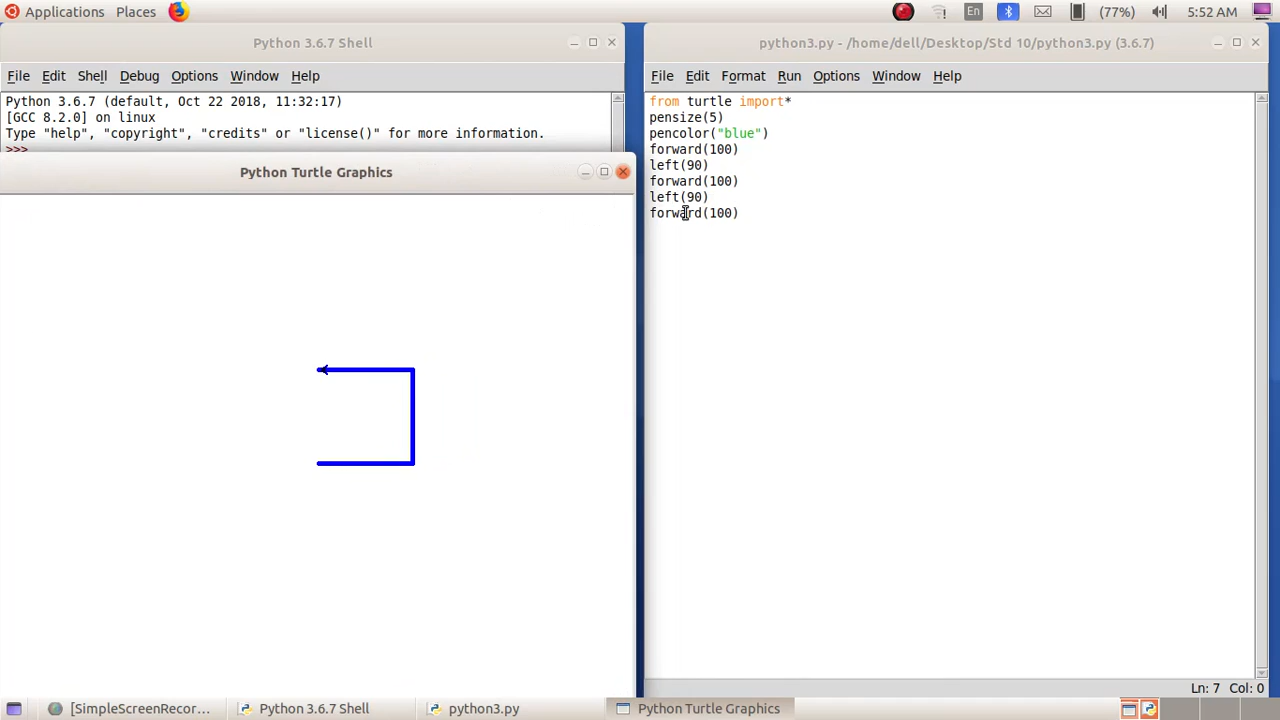 Applications Places En (77%) 5:52 AM
Python 3.6.7 Shell
File Edit Shell Debug Options Window Help
Python 3.6.7 (default, Oct 22 2018, 11:32:17)
[GCC 8.2.0] on linux
Type "help", "copyright", "credits" or "license()" for more information.
>>>
Python Turtle Graphics
python3.py - /home/dell/Desktop/Std 10/python3.py (3.6.7)
File Edit Format Run Options Window Help
from turtle import*
pensize(5)
pencolor("blue")
forward(100)
left(90)
forward(100)
left(90)
forward(100)
Ln: 7 Col: 0
[SimpleScreenRecor... Python 3.6.7 Shell python3.py Python Turtle Graphics